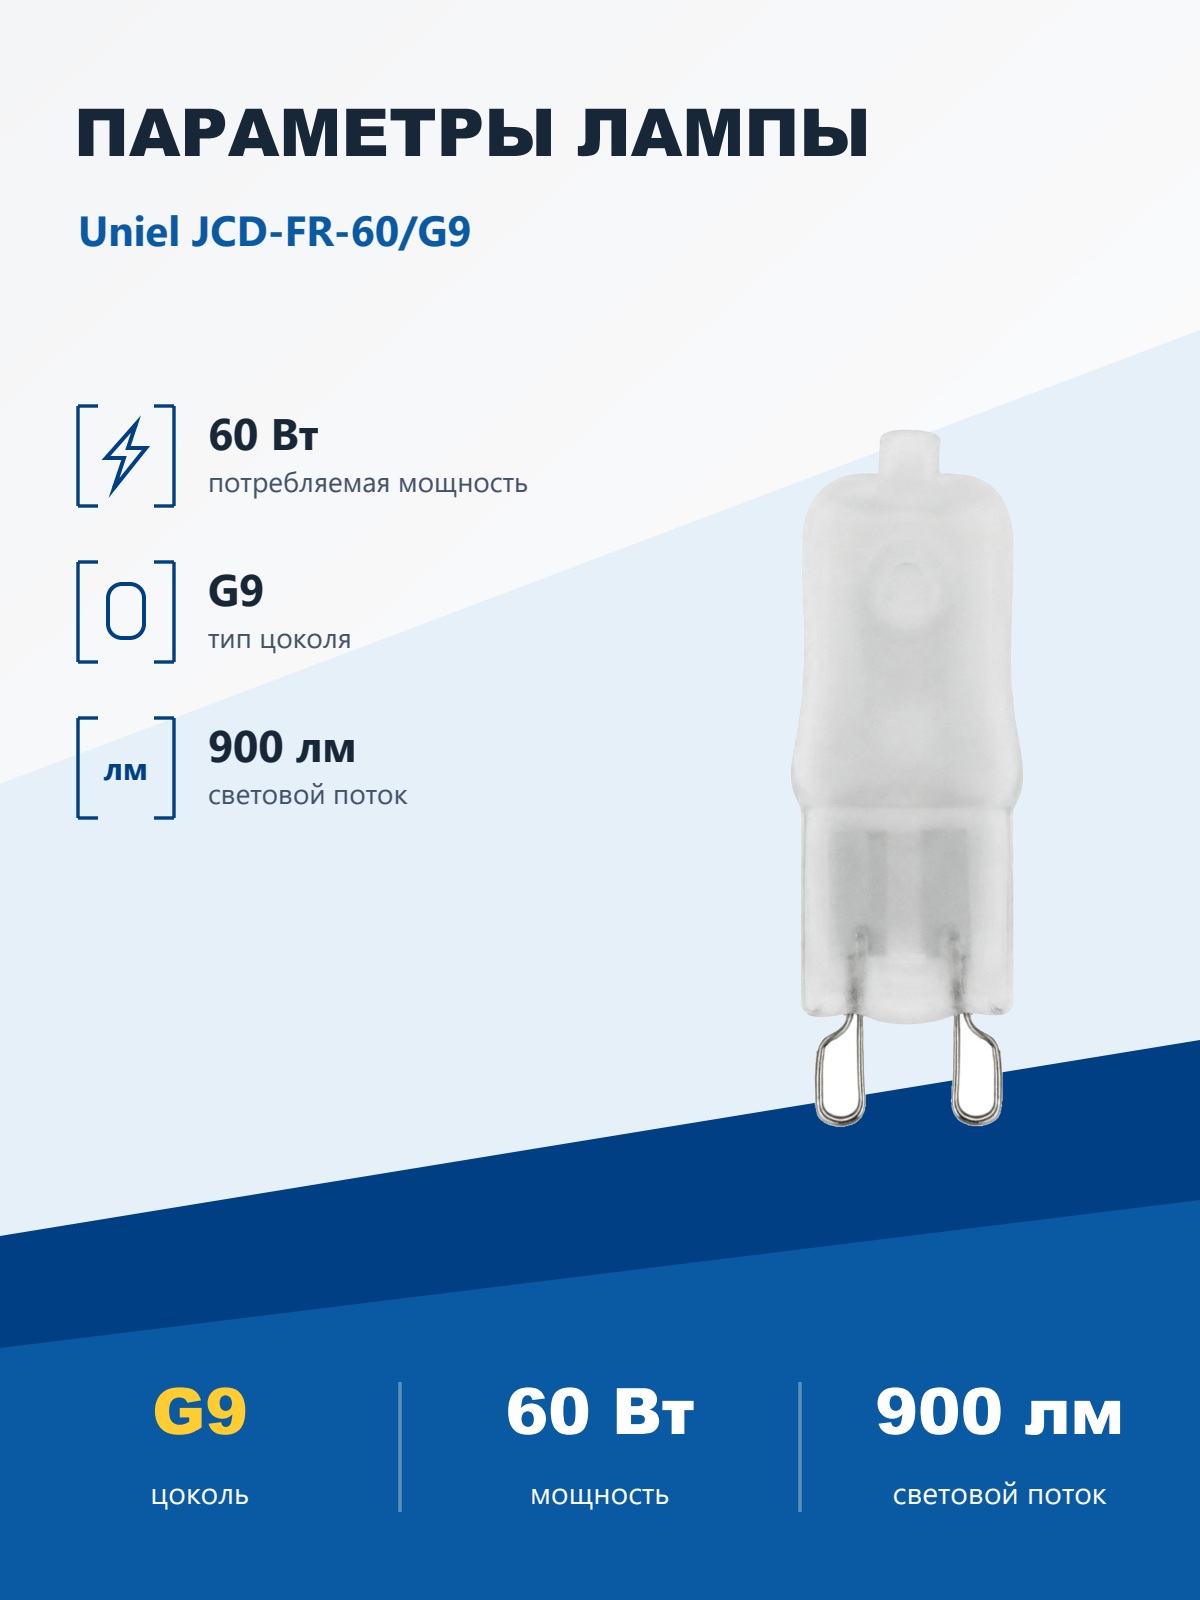 ПАРАМЕТРЫ ЛАМПЫ
Uniel JCD-FR-60/G9
60 Вт
потребляемая мощность
G9
тип цоколя
лм
900 лм
световой поток
G9
цоколь
60 Вт
мощность
900 лм
световой поток